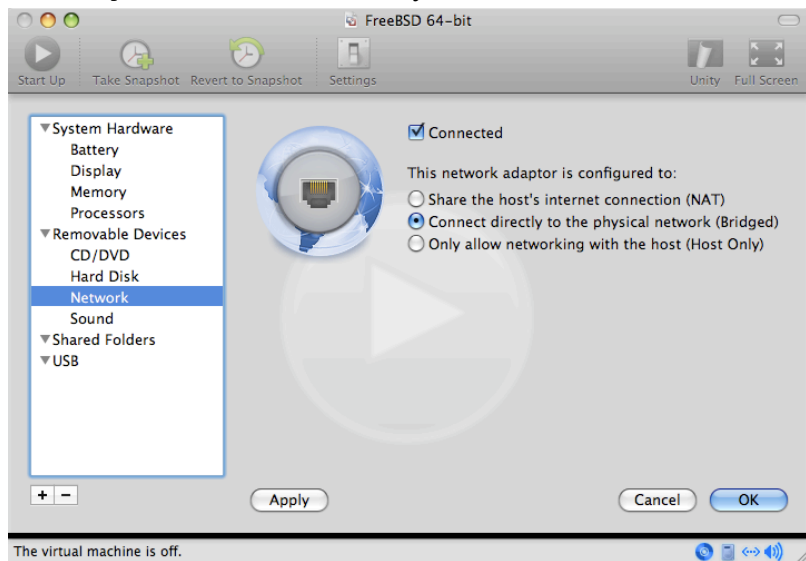 FreeBSD 64-bit
Start Up Take Snapshot Revert to Snapshot Settings Unity Full Screen
System Hardware
Battery
Display
Memory
Processors
Removable Devices
CD/DVD
Hard Disk
Network
Sound
Shared Folders
USB
Connected
This network adaptor is configured to:
Share the host's internet connection (NAT)
Connect directly to the physical network (Bridged)
Only allow networking with the host (Host Only)
+ -
Apply Cancel OK
The virtual machine is off.